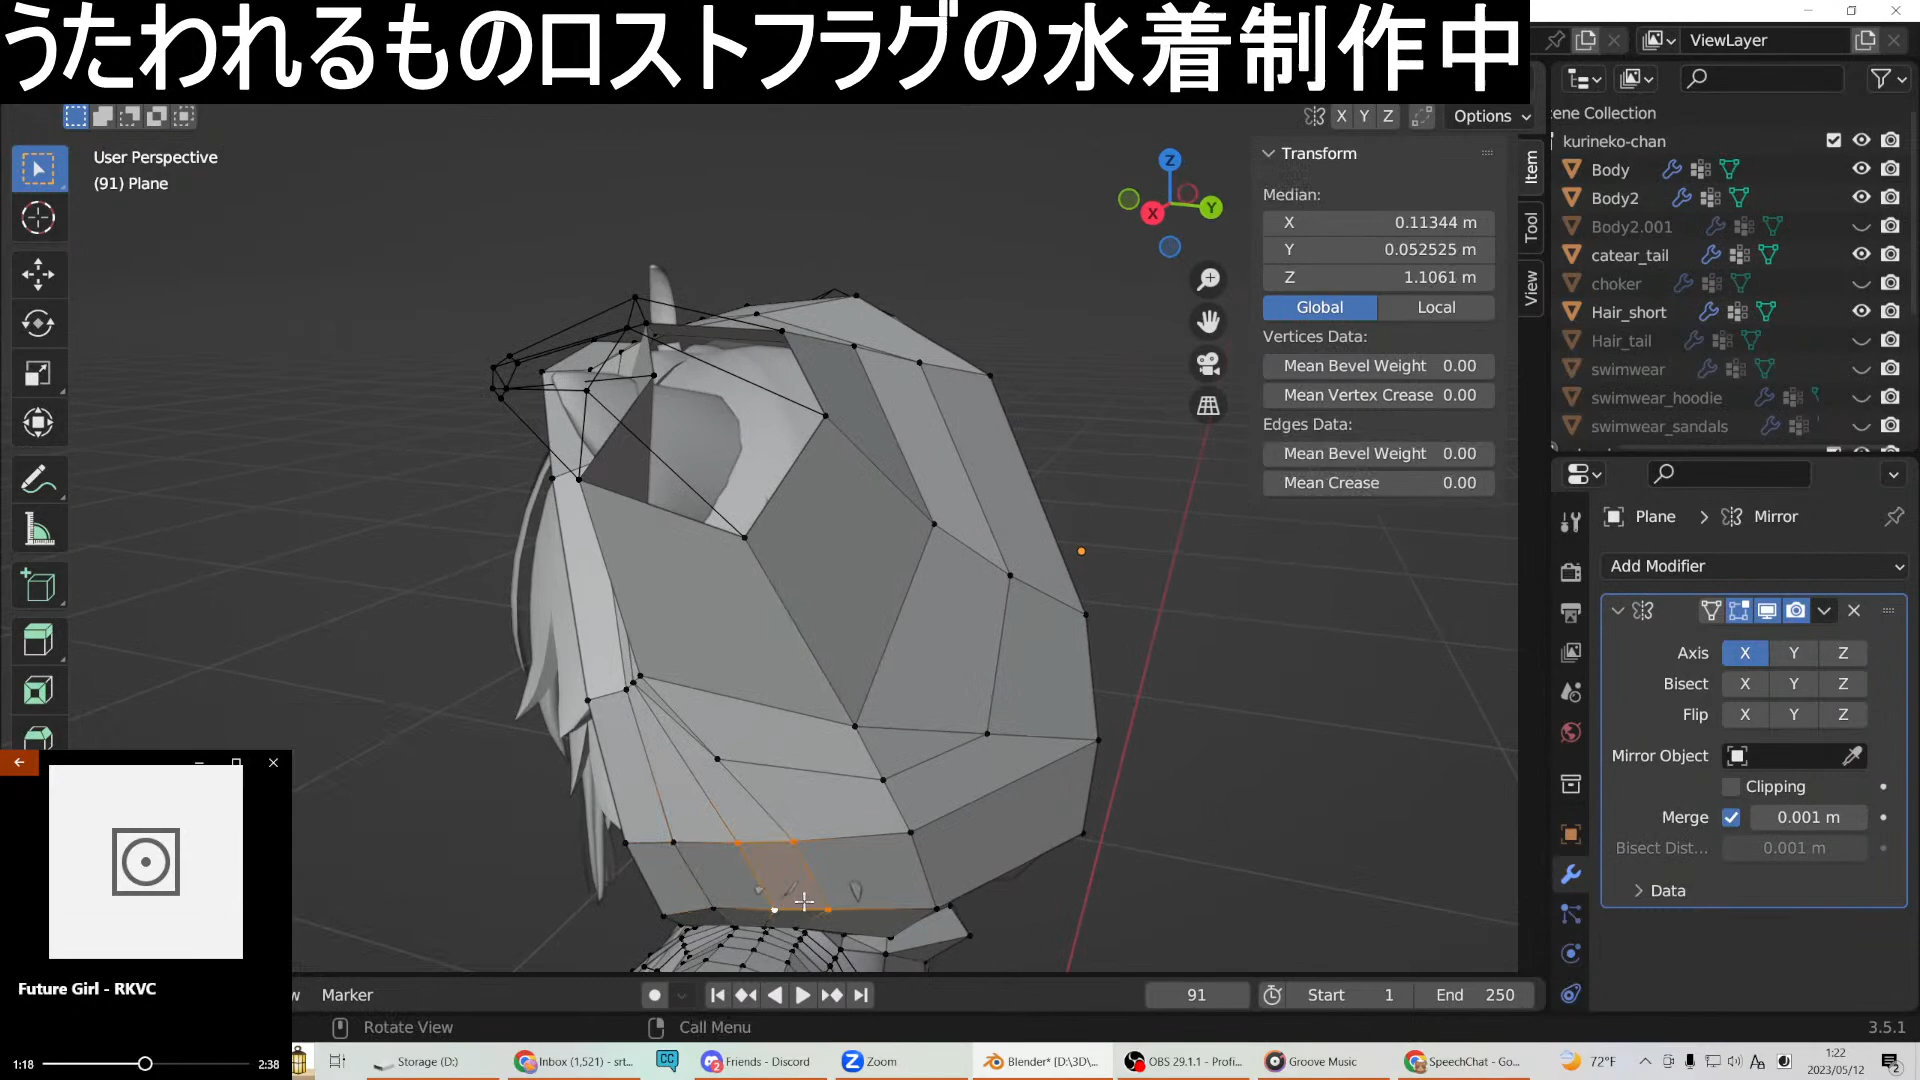 うたわれるものロストフラグの水着制作中
ViewLayer
X Y Z Options
User Perspective
(91) Plane
Z
X
Y
Transform
Median:
X 0.11344 m
Y 0.052525 m
Z 1.1061 m
Global Local
Vertices Data:
Mean Bevel Weight 0.00
Mean Vertex Crease 0.00
Edges Data:
Mean Bevel Weight 0.00
Mean Crease 0.00
Item
Tool
View
ene Collection
kurineko-chan
Body
Body2
Body2.001
catear_tail
choker
Hair_short
Hair_tail
swimwear
swimwear_hoodie
swimwear_sandals
Plane Mirror
Add Modifier
Axis X Y Z
Bisect X Y Z
Flip X Y Z
Mirror Object
Clipping
Merge 0.001 m
Bisect Dist... 0.001 m
Data
Future Girl - RKVC
1:18 2:38
w Marker
91 Start 1 End 250
Rotate View Call Menu
3.5.1
Storage (D:)
Inbox (1,521) - srt...
CC
Friends - Discord
Zoom
Blender* [D:\3D\...
OBS 29.1.1 - Profi...
Groove Music
SpeechChat - Go...
72°F
1:22
2023/05/12
2